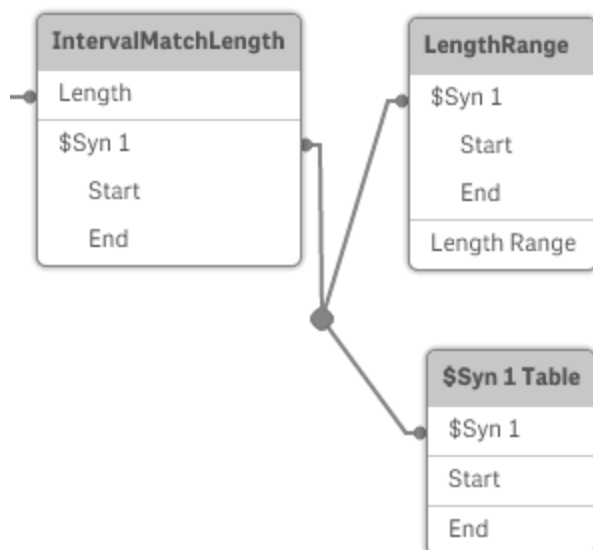 IntervalMatchLength
Length
$Syn 1
Start
End
LengthRange
$Syn 1
Start
End
Length Range
$Syn 1 Table
$Syn 1
Start
End